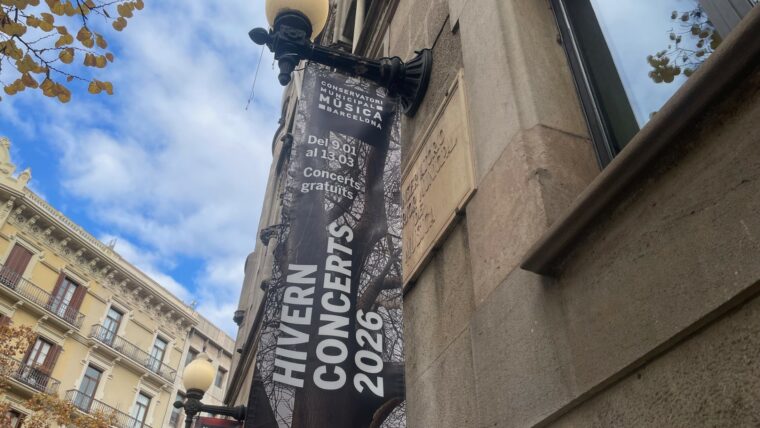 CONSERVATORI
MUNICIPAL
MÚSICA
BARCELONA
Del 9.01
al 13.03
Concerts
gratuïts
HIVERN
CONCERTS
2026